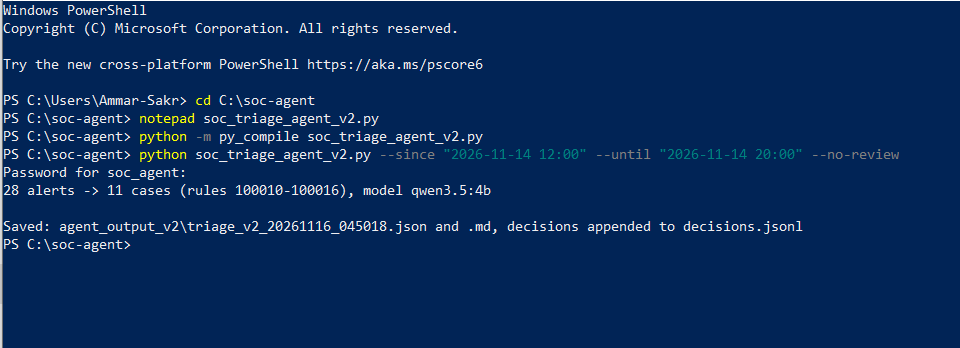 Windows PowerShell
Copyright (C) Microsoft Corporation. All rights reserved.
Try the new cross-platform PowerShell https://aka.ms/pscore6
PS C:\Users\Ammar-Sakr> cd C:\soc-agent
PS C:\soc-agent> notepad soc_triage_agent_v2.py
PS C:\soc-agent> python -m py_compile soc_triage_agent_v2.py
PS C:\soc-agent> python soc_triage_agent_v2.py --since "2026-11-14 12:00" --until "2026-11-14 20:00" --no-review
Password for soc_agent:
28 alerts -> 11 cases (rules 100010-100016), model qwen3.5:4b
Saved: agent_output_v2\triage_v2_20261116_045018.json and .md, decisions appended to decisions.jsonl
PS C:\soc-agent>